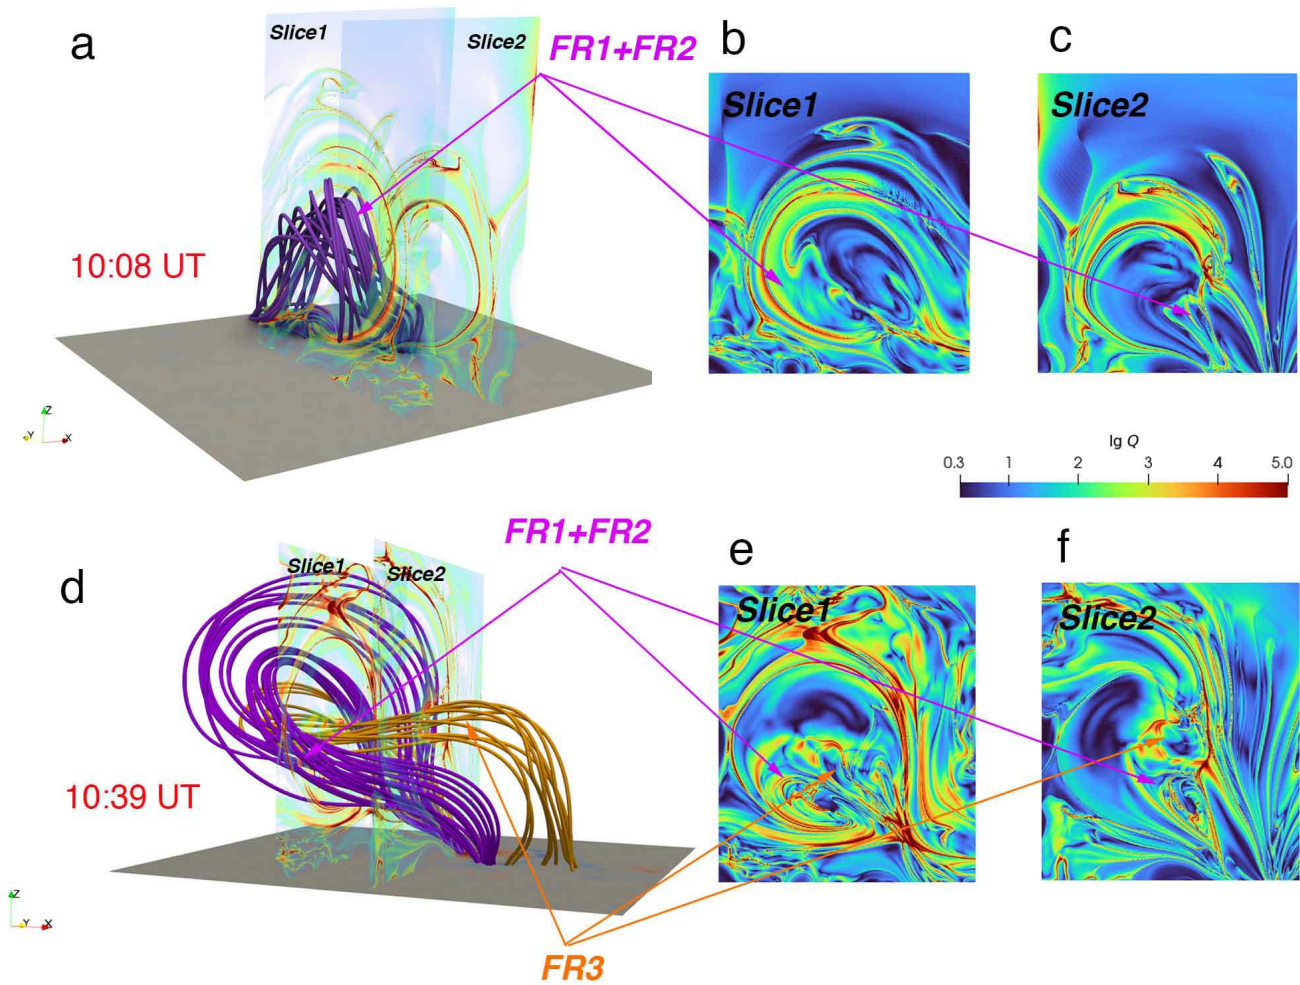 a
Slice1
Slice2
FR1+FR2
b
Slice1
c
Slice2
10:08 UT
Z
Y
X
lg Q
0.3 1 2 3 4 5.0
d
Slice1
Slice2
FR1+FR2
e
Slice1
f
Slice2
10:39 UT
Z
Y
X
FR3